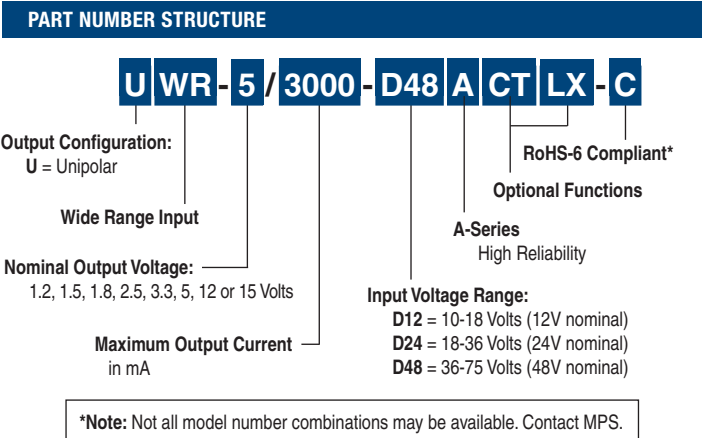 PART NUMBER STRUCTURE
U WR - 5 / 3000 - D48 A CT LX - C
Output Configuration:
U = Unipolar
Wide Range Input
Nominal Output Voltage:
1.2, 1.5, 1.8, 2.5, 3.3, 5, 12 or 15 Volts
Maximum Output Current
in mA
RoHS-6 Compliant*
Optional Functions
A-Series
High Reliability
Input Voltage Range:
D12 = 10-18 Volts (12V nominal)
D24 = 18-36 Volts (24V nominal)
D48 = 36-75 Volts (48V nominal)
*Note: Not all model number combinations may be available. Contact MPS.